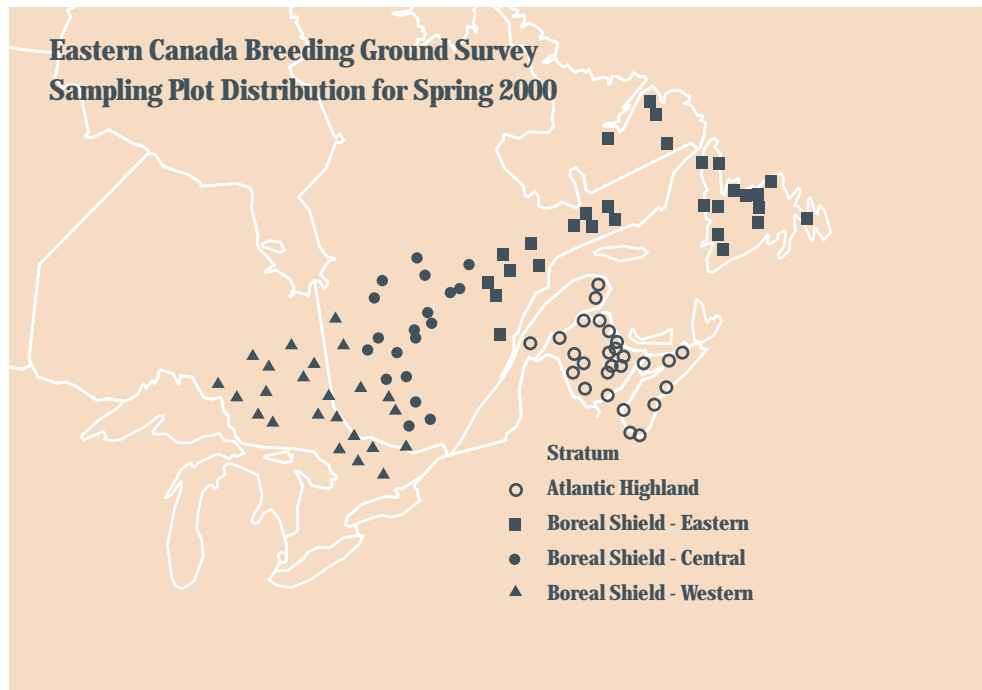 Eastern Canada Breeding Ground Survey
Sampling Plot Distribution for Spring 2000
Stratum
Atlantic Highland
Boreal Shield - Eastern
Boreal Shield - Central
Boreal Shield - Western